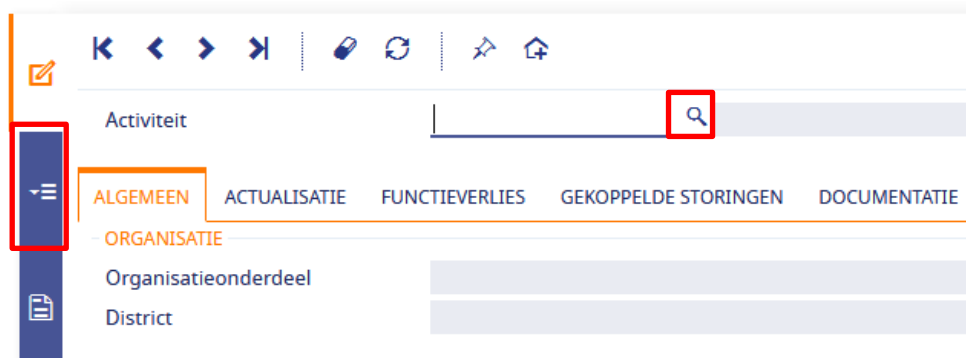 Activiteit
ALGEMEEN ACTUALISATIE FUNCTIEVERLIES GEKOPPELDE STORINGEN DOCUMENTATIE
ORGANISATIE
Organisatieonderdeel
District